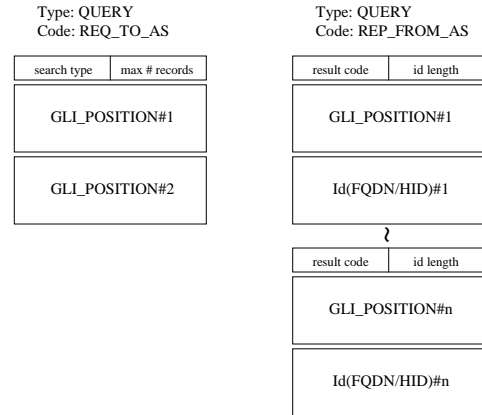 Type: QUERY
Code: REQ_TO_AS
search type max # records
GLI_POSITION#1
GLI_POSITION#2
Type: QUERY
Code: REP_FROM_AS
result code id length
GLI_POSITION#1
Id(FQDN/HID)#1
~
result code id length
GLI_POSITION#n
Id(FQDN/HID)#n